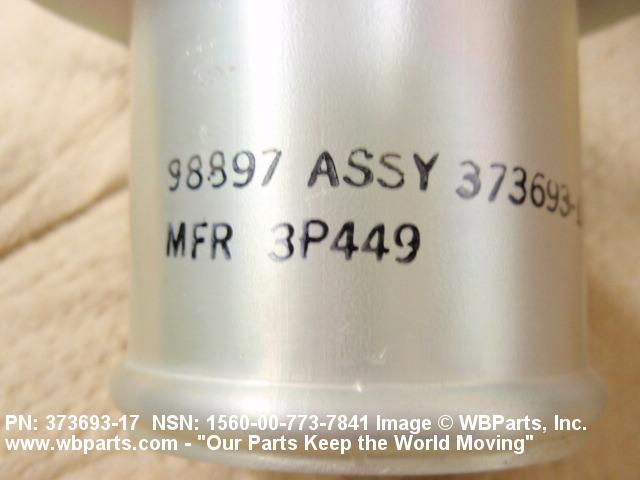 98897 ASSY 373693-1
MFR 3P449
PN: 373693-17 NSN: 1560-00-773-7841 Image © WBParts, Inc.
www.wbparts.com - "Our Parts Keep the World Moving"